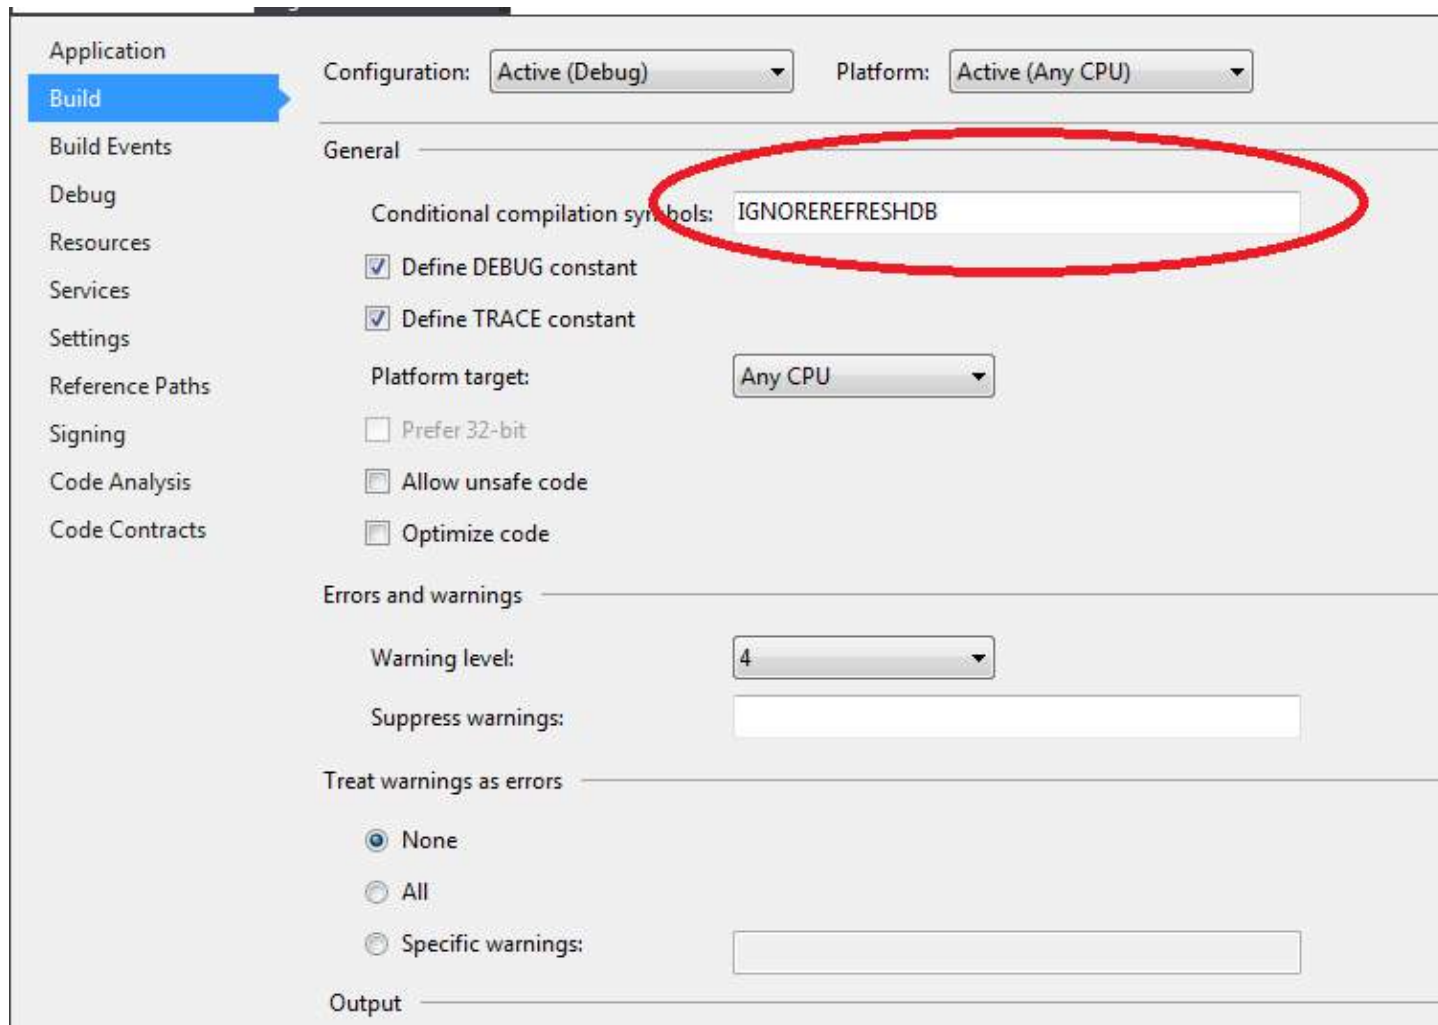 Application
Build
Build Events
Debug
Resources
Services
Settings
Reference Paths
Signing
Code Analysis
Code Contracts
Configuration: Active (Debug) Platform: Active (Any CPU)
General
Conditional compilation symbols: IGNOREREFRESHDB
Define DEBUG constant
Define TRACE constant
Platform target: Any CPU
Prefer 32-bit
Allow unsafe code
Optimize code
Errors and warnings
Warning level: 4
Suppress warnings:
Treat warnings as errors
None
All
Specific warnings:
Output